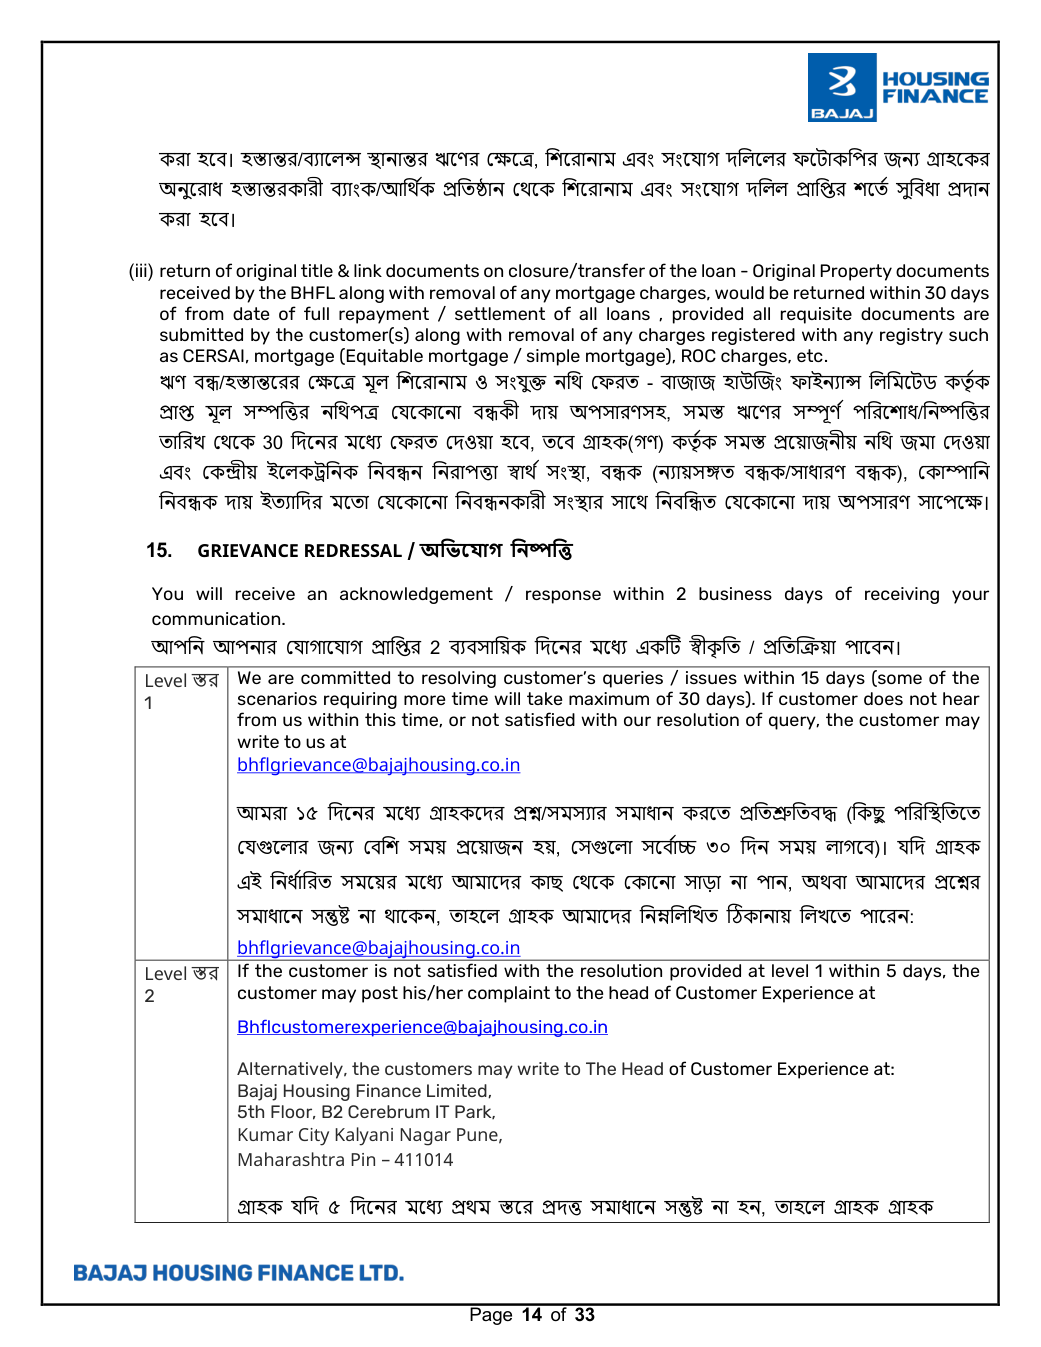 BAJAJ
HOUSING
FINANCE
করা হবে। হস্তান্তর/ব্যালেন্স স্থানান্তর ঋণের ক্ষেত্রে, শিরোনাম এবং সংযোগ দলিলের ফটোকপির জন্য গ্রাহকের
অনুরোধ হস্তান্তরকারী ব্যাংক/আর্থিক প্রতিষ্ঠান থেকে শিরোনাম এবং সংযোগ দলিল প্রাপ্তির শর্তে সুবিধা প্রদান
করা হবে।
(iii) return of original title & link documents on closure/transfer of the loan - Original Property documents
received by the BHFL along with removal of any mortgage charges, would be returned within 30 days
of from date of full repayment / settlement of all loans , provided all requisite documents are
submitted by the customer(s) along with removal of any charges registered with any registry such
as CERSAI, mortgage (Equitable mortgage / simple mortgage), ROC charges, etc.
ঋণ বন্ধ/হস্তান্তরের ক্ষেত্রে মূল শিরোনাম ও সংযুক্ত নথি ফেরত - বাজাজ হাউজিং ফাইন্যান্স লিমিটেড কর্তৃক
প্রাপ্ত মূল সম্পত্তির নথিপত্র যেকোনো বন্ধকী দায় অপসারণসহ, সমস্ত ঋণের সম্পূর্ণ পরিশোধ/নিষ্পত্তির
তারিখ থেকে 30 দিনের মধ্যে ফেরত দেওয়া হবে, তবে গ্রাহক(গণ) কর্তৃক সমস্ত প্রয়োজনীয় নথি জমা দেওয়া
এবং কেন্দ্রীয় ইলেকট্রনিক নিবন্ধন নিরাপত্তা স্বার্থ সংস্থা, বন্ধক (ন্যায়সঙ্গত বন্ধক/সাধারণ বন্ধক), কোম্পানি
নিবন্ধক দায় ইত্যাদির মতো যেকোনো নিবন্ধনকারী সংস্থার সাথে নিবন্ধিত যেকোনো দায় অপসারণ সাপেক্ষে।
15. GRIEVANCE REDRESSAL / অভিযোগ নিষ্পত্তি
You will receive an acknowledgement / response within 2 business days of receiving your
communication.
আপনি আপনার যোগাযোগ প্রাপ্তির 2 ব্যবসায়িক দিনের মধ্যে একটি স্বীকৃতি / প্রতিক্রিয়া পাবেন।
Level স্তর
1
We are committed to resolving customer's queries / issues within 15 days (some of the
scenarios requiring more time will take maximum of 30 days). If customer does not hear
from us within this time, or not satisfied with our resolution of query, the customer may
write to us at
bhflgrievance@bajajhousing.co.in
আমরা ১৫ দিনের মধ্যে গ্রাহকদের প্রশ্ন/সমস্যার সমাধান করতে প্রতিশ্রুতিবদ্ধ (কিছু পরিস্থিতিতে
যেগুলোর জন্য বেশি সময় প্রয়োজন হয়, সেগুলো সর্বোচ্চ ৩০ দিন সময় লাগবে)। যদি গ্রাহক
এই নির্ধারিত সময়ের মধ্যে আমাদের কাছ থেকে কোনো সাড়া না পান, অথবা আমাদের প্রশ্নের
সমাধানে সন্তুষ্ট না থাকেন, তাহলে গ্রাহক আমাদের নিম্নলিখিত ঠিকানায় লিখতে পারেন:
bhflgrievance@bajajhousing.co.in
Level স্তর
2
If the customer is not satisfied with the resolution provided at level 1 within 5 days, the
customer may post his/her complaint to the head of Customer Experience at
Bhflcustomerexperience@bajajhousing.co.in
Alternatively, the customers may write to The Head of Customer Experience at:
Bajaj Housing Finance Limited,
5th Floor, B2 Cerebrum IT Park,
Kumar City Kalyani Nagar Pune,
Maharashtra Pin – 411014
গ্রাহক যদি ৫ দিনের মধ্যে প্রথম স্তরে প্রদত্ত সমাধানে সন্তুষ্ট না হন, তাহলে গ্রাহক গ্রাহক
BAJAJ HOUSING FINANCE LTD.
Page 14 of 33